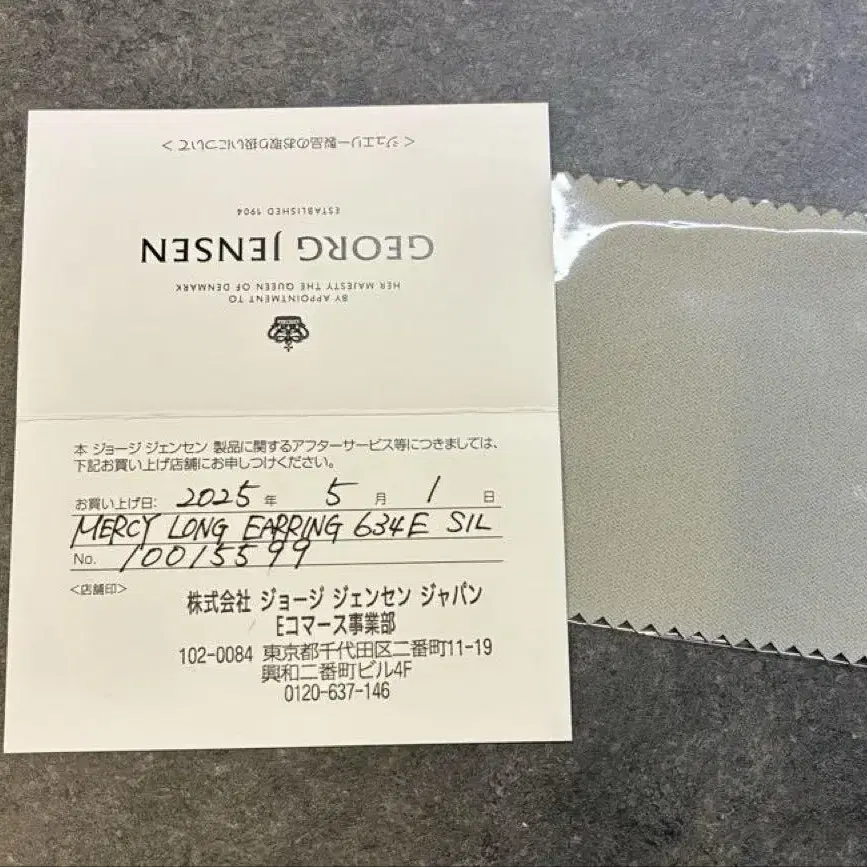 <ジュエリー製品のお取り扱いについて>
ESTABLISHED 1904
GEORG JENSEN
BY APPOINTMENT TO
HER MAJESTY THE QUEEN OF DENMARK
本 ジョージ ジェンセン 製品に関するアフターサービス等につきましては、
下記お買い上げ店舗にお申しつけください。
お買い上げ日: 2025 年 5 月 1 日
MERCY LONG EARRING 634E SIL
No. 10015599
<店舗印>
株式会社 ジョージ ジェンセン ジャパン
Eコマース事業部
102-0084 東京都千代田区二番町11-19
興和二番町ビル4F
0120-637-146